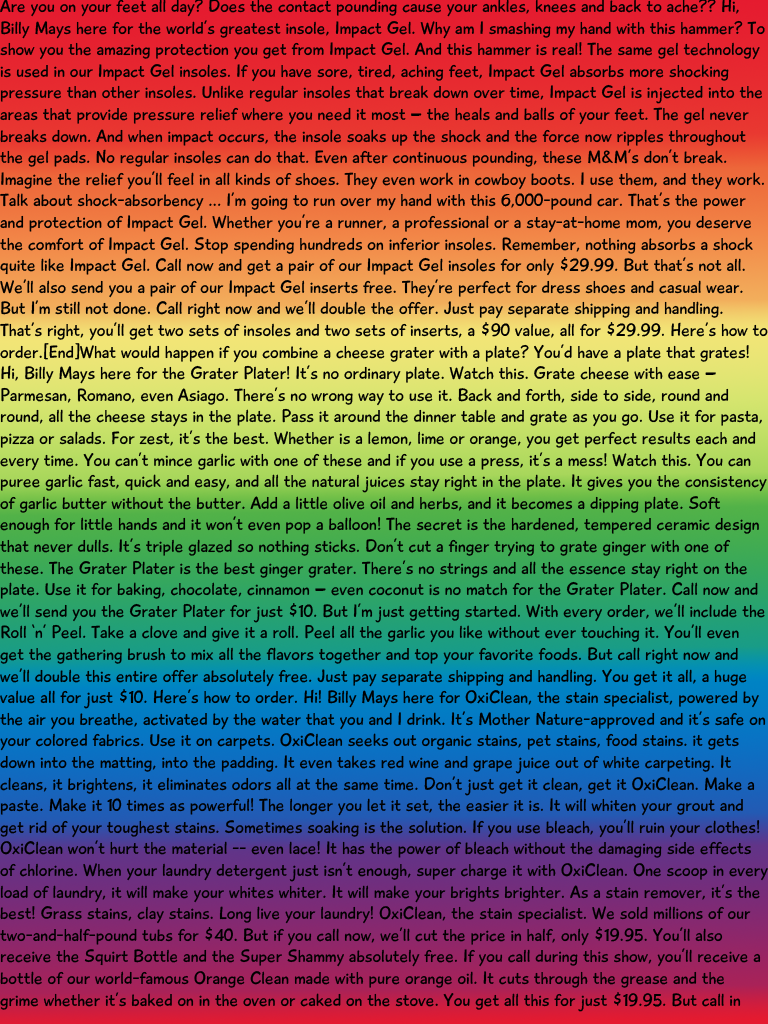 Are you on your feet all day? Does the contact pounding cause your ankles, knees and back to ache?? Hi,
Billy Mays here for the world's greatest insole, Impact Gel. Why am I smashing my hand with this hammer? To
show you the amazing protection you get from Impact Gel. And this hammer is real! The same gel technology
is used in our Impact Gel insoles. If you have sore, tired, aching feet, Impact Gel absorbs more shocking
pressure than other insoles. Unlike regular insoles that break down over time, Impact Gel is injected into the
areas that provide pressure relief where you need it most – the heals and balls of your feet. The gel never
breaks down. And when impact occurs, the insole soaks up the shock and the force now ripples throughout
the gel pads. No regular insoles can do that. Even after continuous pounding, these M&M's don't break.
Imagine the relief you'll feel in all kinds of shoes. They even work in cowboy boots. I use them, and they work.
Talk about shock-absorbency ... I'm going to run over my hand with this 6,000-pound car. That's the power
and protection of Impact Gel. Whether you're a runner, a professional or a stay-at-home mom, you deserve
the comfort of Impact Gel. Stop spending hundreds on inferior insoles. Remember, nothing absorbs a shock
quite like Impact Gel. Call now and get a pair of our Impact Gel insoles for only $29.99. But that's not all.
We'll also send you a pair of our Impact Gel inserts free. They're perfect for dress shoes and casual wear.
But I'm still not done. Call right now and we'll double the offer. Just pay separate shipping and handling.
That's right, you'll get two sets of insoles and two sets of inserts, a $90 value, all for $29.99. Here's how to
order.[End]What would happen if you combine a cheese grater with a plate? You'd have a plate that grates!
Hi, Billy Mays here for the Grater Plater! It's no ordinary plate. Watch this. Grate cheese with ease –
Parmesan, Romano, even Asiago. There's no wrong way to use it. Back and forth, side to side, round and
round, all the cheese stays in the plate. Pass it around the dinner table and grate as you go. Use it for pasta,
pizza or salads. For zest, it's the best. Whether is a lemon, lime or orange, you get perfect results each and
every time. You can't mince garlic with one of these and if you use a press, it's a mess! Watch this. You can
puree garlic fast, quick and easy, and all the natural juices stay right in the plate. It gives you the consistency
of garlic butter without the butter. Add a little olive oil and herbs, and it becomes a dipping plate. Soft
enough for little hands and it won't even pop a balloon! The secret is the hardened, tempered ceramic design
that never dulls. It's triple glazed so nothing sticks. Don't cut a finger trying to grate ginger with one of
these. The Grater Plater is the best ginger grater. There's no strings and all the essence stay right on the
plate. Use it for baking, chocolate, cinnamon – even coconut is no match for the Grater Plater. Call now and
we'll send you the Grater Plater for just $10. But I'm just getting started. With every order, we'll include the
Roll 'n' Peel. Take a clove and give it a roll. Peel all the garlic you like without ever touching it. You'll even
get the gathering brush to mix all the flavors together and top your favorite foods. But call right now and
we'll double this entire offer absolutely free. Just pay separate shipping and handling. You get it all, a huge
value all for just $10. Here's how to order. Hi! Billy Mays here for OxiClean, the stain specialist, powered by
the air you breathe, activated by the water that you and I drink. It's Mother Nature-approved and it's safe on
your colored fabrics. Use it on carpets. OxiClean seeks out organic stains, pet stains, food stains. it gets
down into the matting, into the padding. It even takes red wine and grape juice out of white carpeting. It
cleans, it brightens, it eliminates odors all at the same time. Don't just get it clean, get it OxiClean. Make a
paste. Make it 10 times as powerful! The longer you let it set, the easier it is. It will whiten your grout and
get rid of your toughest stains. Sometimes soaking is the solution. If you use bleach, you'll ruin your clothes!
OxiClean won't hurt the material -- even lace! It has the power of bleach without the damaging side effects
of chlorine. When your laundry detergent just isn't enough, super charge it with OxiClean. One scoop in every
load of laundry, it will make your whites whiter. It will make your brights brighter. As a stain remover, it's the
best! Grass stains, clay stains. Long live your laundry! OxiClean, the stain specialist. We sold millions of our
two-and-half-pound tubs for $40. But if you call now, we'll cut the price in half, only $19.95. You'll also
receive the Squirt Bottle and the Super Shammy absolutely free. If you call during this show, you'll receive a
bottle of our world-famous Orange Clean made with pure orange oil. It cuts through the grease and the
grime whether it's baked on in the oven or caked on the stove. You get all this for just $19.95. But call in